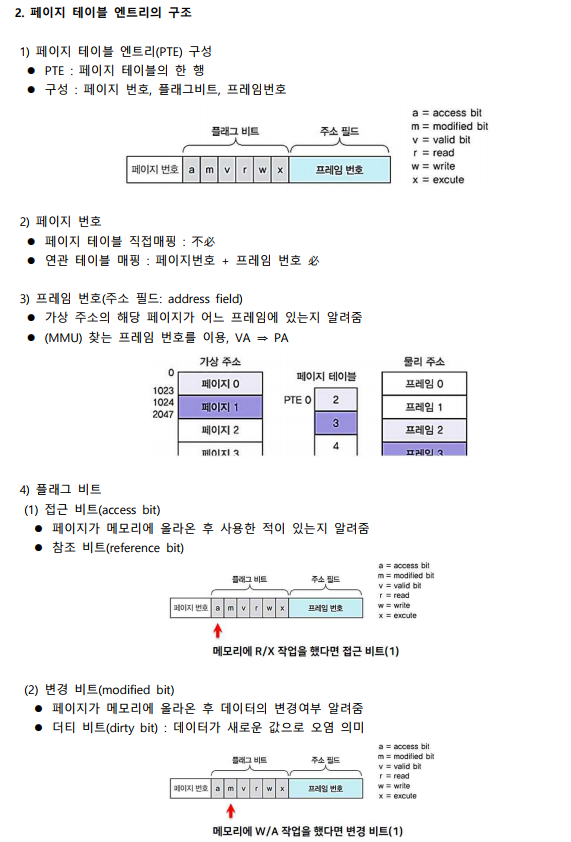 2. 페이지 테이블 엔트리의 구조
1) 페이지 테이블 엔트리(PTE) 구성
● PTE : 페이지 테이블의 한 행
● 구성 : 페이지 번호, 플래그비트, 프레임번호
플래그 비트 주소 필드
페이지 번호 a m v r w x 프레임 번호
a = access bit
m = modified bit
v = valid bit
r = read
w = write
x = excute
2) 페이지 번호
● 페이지 테이블 직접매핑 : 不必
● 연관 테이블 매핑 : 페이지번호 + 프레임 번호 必
3) 프레임 번호(주소 필드: address field)
● 가상 주소의 해당 페이지가 어느 프레임에 있는지 알려줌
● (MMU) 찾는 프레임 번호를 이용, VA ⇒ PA
가상 주소
0
페이지 0
1023
1024
페이지 1
2047
페이지 2
페이지 3
페이지 테이블
PTE 0 2
3
4
물리 주소
프레임 0
프레임 1
프레임 2
프레임 3
4) 플래그 비트
(1) 접근 비트(access bit)
● 페이지가 메모리에 올라온 후 사용한 적이 있는지 알려줌
● 참조 비트(reference bit)
플래그 비트 주소 필드
페이지 번호 a m v r w x 프레임 번호
a = access bit
m = modified bit
v = valid bit
r = read
w = write
x = excute
메모리에 R/X 작업을 했다면 접근 비트(1)
(2) 변경 비트(modified bit)
● 페이지가 메모리에 올라온 후 데이터의 변경여부 알려줌
● 더티 비트(dirty bit) : 데이터가 새로운 값으로 오염 의미
플래그 비트 주소 필드
페이지 번호 a m v r w x 프레임 번호
a = access bit
m = modified bit
v = valid bit
r = read
w = write
x = excute
메모리에 W/A 작업을 했다면 변경 비트(1)